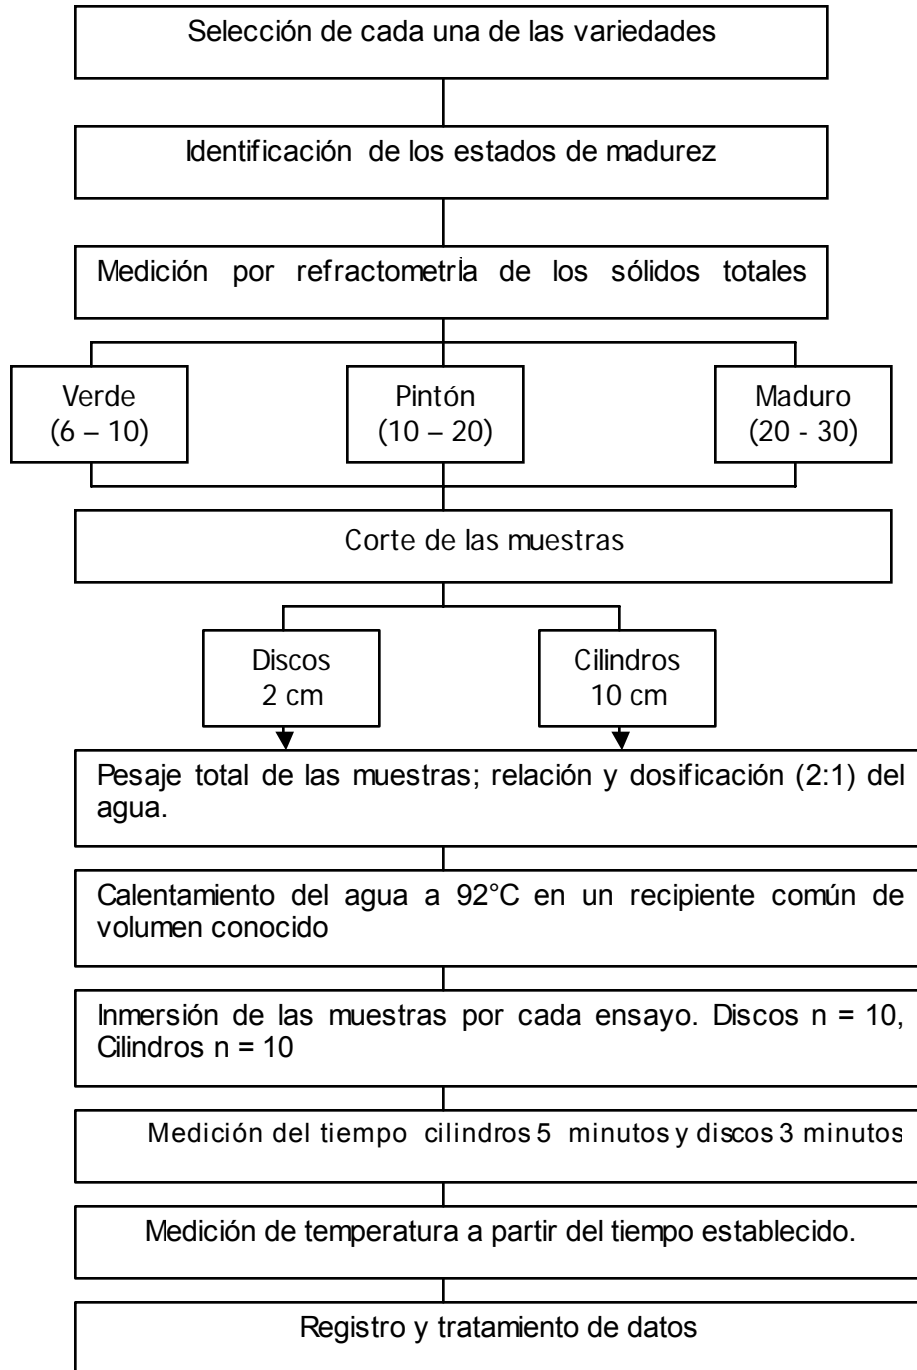 Selección de cada una de las variedades
Identificación de los estados de madurez
Medición por refractometría de los sólidos totales
Verde
(6 – 10)
Pintón
(10 – 20)
Maduro
(20 - 30)
Corte de las muestras
Discos
2 cm
Cilindros
10 cm
Pesaje total de las muestras; relación y dosificación (2:1) del
agua.
Calentamiento del agua a 92°C en un recipiente común de
volumen conocido
Inmersión de las muestras por cada ensayo. Discos n = 10,
Cilindros n = 10
Medición del tiempo cilindros 5 minutos y discos 3 minutos
Medición de temperatura a partir del tiempo establecido.
Registro y tratamiento de datos